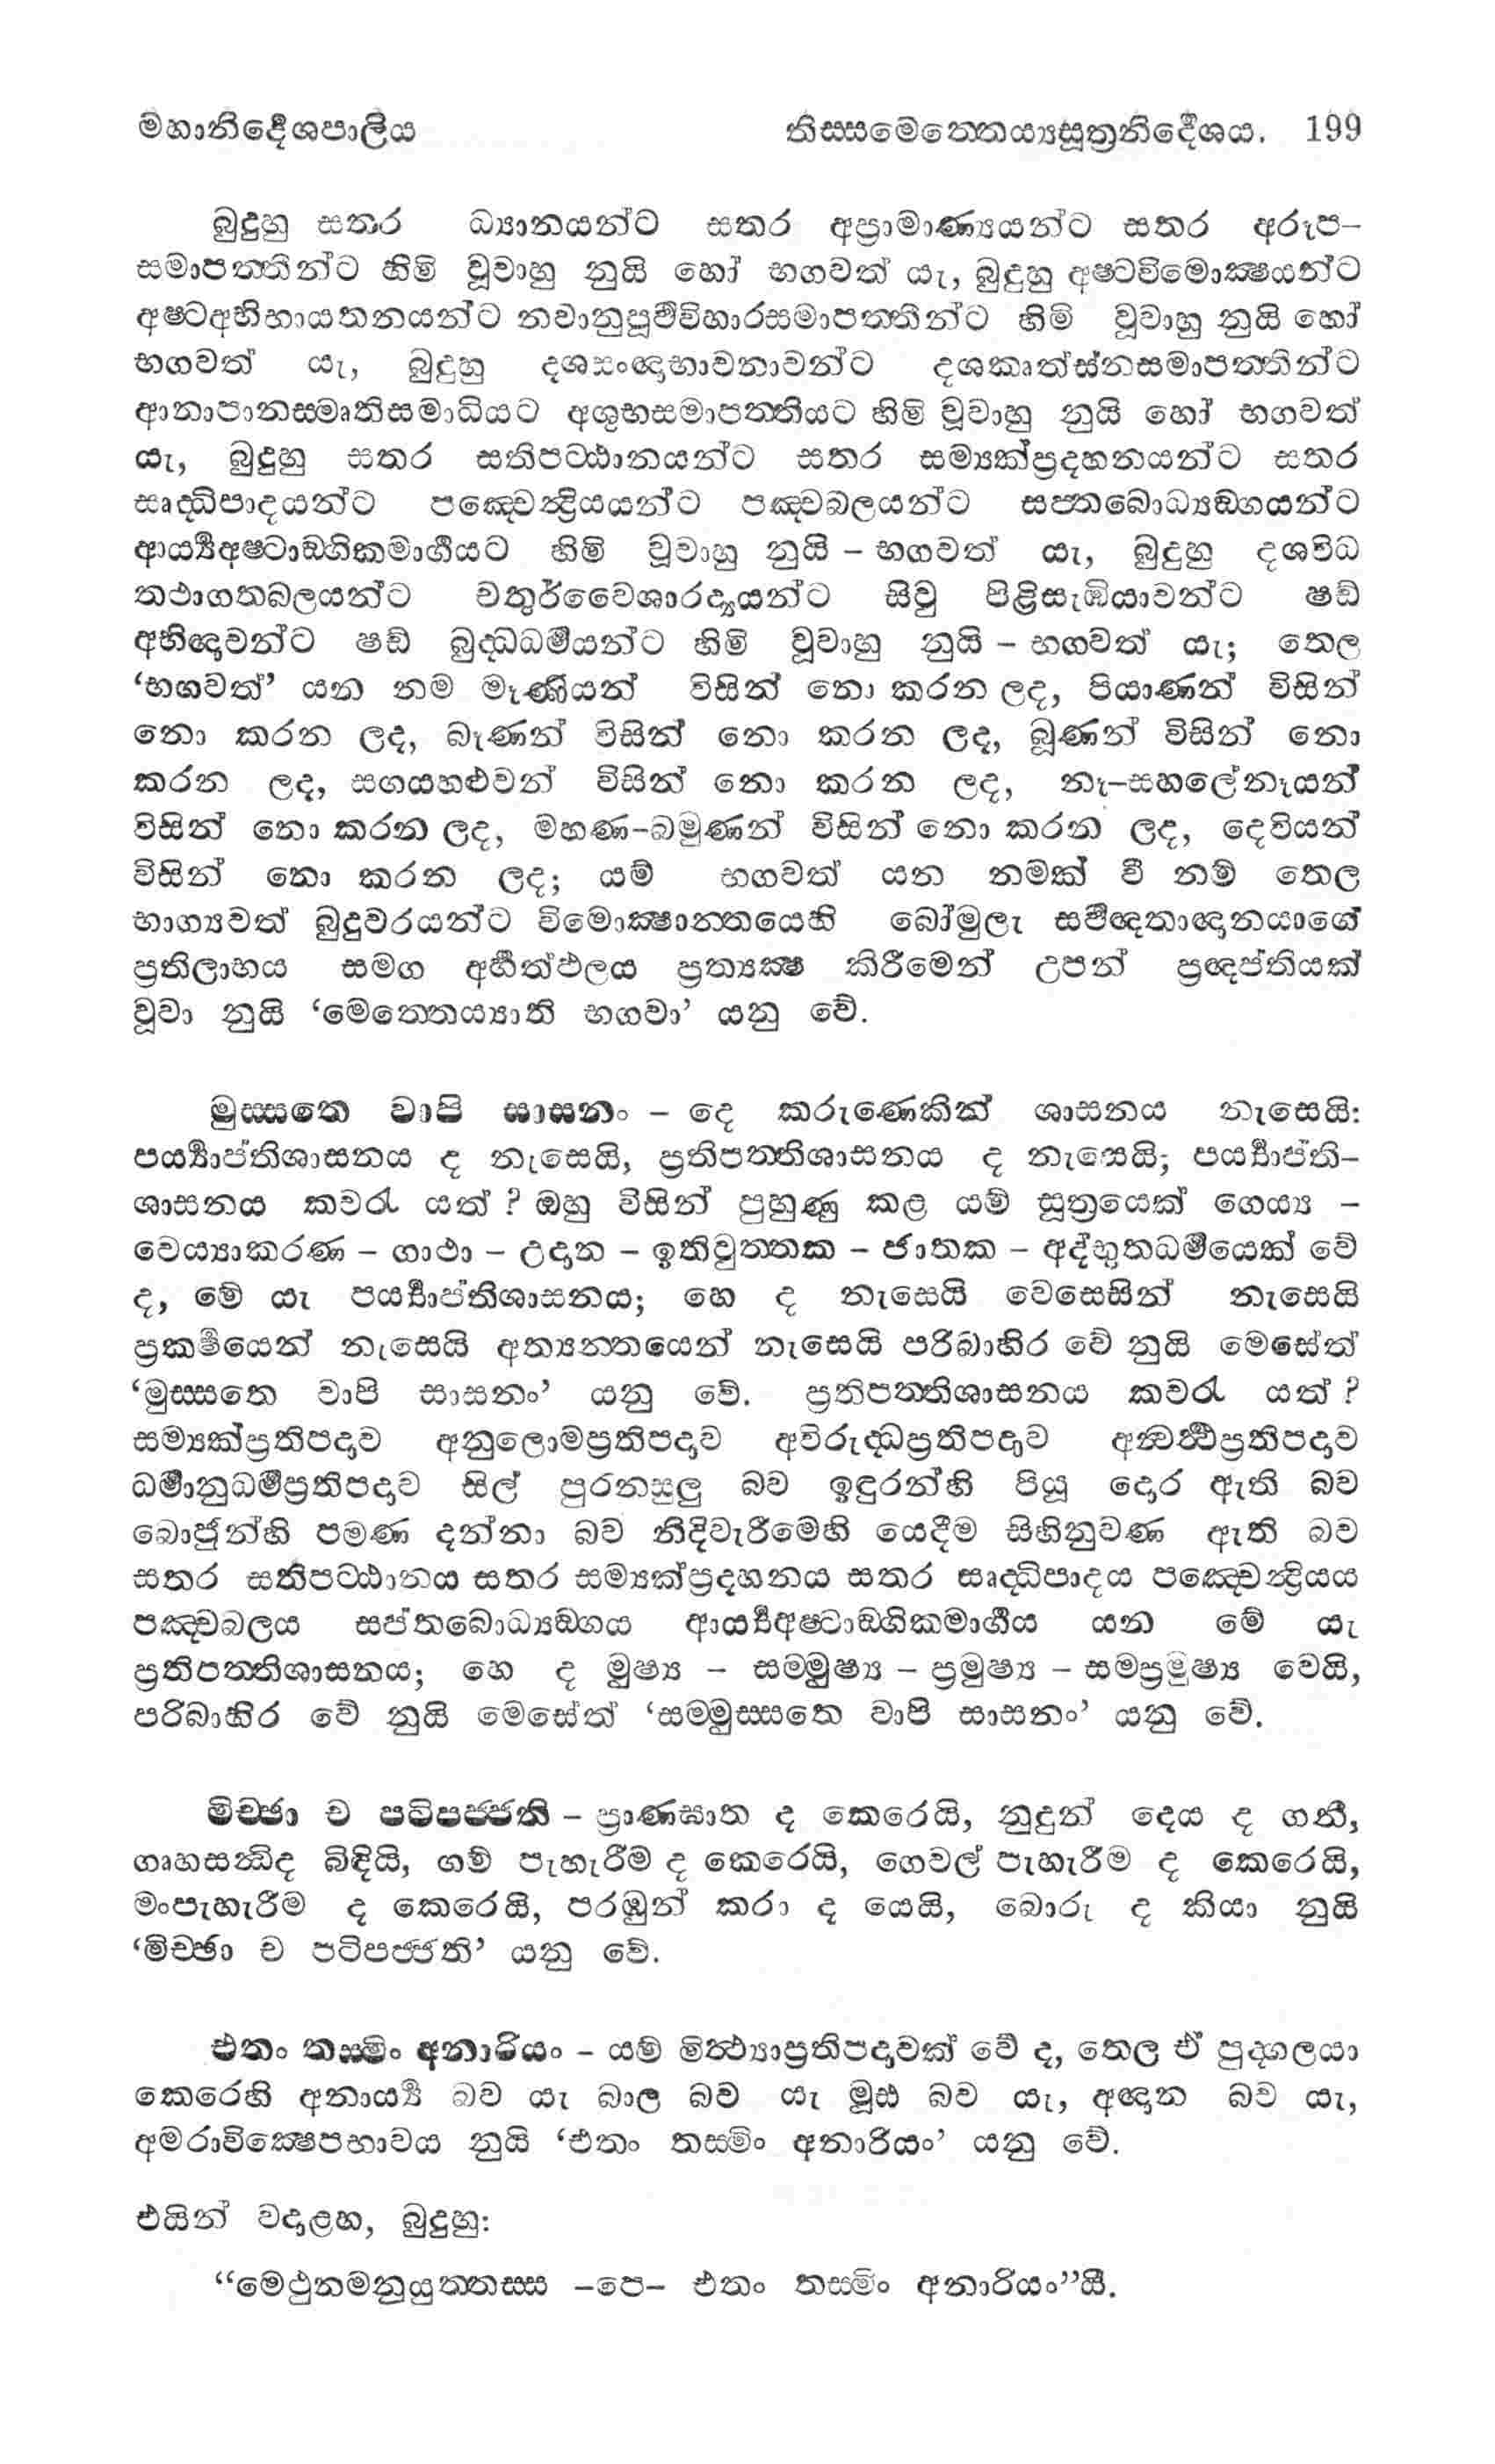 මහානිර්‍දේශපාලිය තිස්සමෙත්තෙය්‍යසූත්‍රනිර්‍දේශය. 199
බුදුහු සතර ධ්‍යානයන්ට සතර අප්‍රාමාණ්‍යයන්ට සතර අරූප–
සමාපත්තීන්ට හිමි වූවාහු නුයි හෝ භගවත් යැ, බුදුහු අෂ්ටවිමොක්‍ෂයන්ට
අෂ්ටඅභිභායතනයන්ට නවානුපූර්‍වවිහාරසමාපත්තීන්ට හිමි වූවාහු නුයි හෝ
භගවත් යැ, බුදුහු දශසංඥාභාවනාවන්ට දශකෘත්ස්නසමාපත්තීන්ට
ආනාපානස්මෘතිසමාධියට අශුභසමාපත්තියට හිමි වූවාහු නුයි හෝ භගවත්
යැ, බුදුහු සතර සතිපට්ඨානයන්ට සතර සම්‍යක්ප්‍රදහනයන්ට සතර
සෘද්ධිපාදයන්ට පඤ්චෙන්ද්‍රියයන්ට පඤ්චබලයන්ට සප්තබොධ්‍යඞ්ගයන්ට
ආර්‍ය්‍යඅෂ්ටාඞ්ගිකමාර්‍ගයට හිමි වූවාහු නුයි – භගවත් යැ, බුදුහු දශවිධ
තථාගතබලයන්ට චතුර්වෛශාරද්‍යයන්ට සිවු පිළිසැඹියාවන්ට ෂඩ්
අභිඥාවන්ට ෂඩ් බුද්ධධර්‍මයන්ට හිමි වූවාහු නුයි – භගවත් යැ; තෙල
‘භගවත්’ යන නම මෑණියන් විසින් නො කරන ලද, පියාණන් විසින්
නො කරන ලද, බෑණන් විසින් නො කරන ලද, බූණන් විසින් නො
කරන ලද, සගයහළුවන් විසින් නො කරන ලද, නෑ–සහලේනෑයන්
විසින් නො කරන ලද, මහණ–බමුණන් විසින් නො කරන ලද, දෙවියන්
විසින් නො කරන ලද; යම් භගවත් යන නමක් වී නම් තෙල
භාග්‍යවත් බුදුවරයන්ට විමොක්‍ෂාන්තයෙහි බෝමුලැ සර්‍වඥතාඥානයාගේ
ප්‍රතිලාභය සමග අර්‍හත්ඵලය ප්‍රත්‍යක්‍ෂ කිරීමෙන් උපන් ප්‍රඥප්තියක්
වූවා නුයි ‘මෙත්තෙය්‍යාති භගවා’ යනු වේ.
මුස්සතෙ වාපි සාසනං – දෙ කරුණෙකින් ශාසනය නැසෙයි:
පර්‍ය්‍යාප්තිශාසනය ද නැසෙයි, ප්‍රතිපත්තිශාසනය ද නැසෙයි; පර්‍ය්‍යාප්ති–
ශාසනය කවරැ යත් ? ඔහු විසින් පුහුණු කළ යම් සූත්‍රයෙක් ගෙය්‍ය –
වෙය්‍යාකරණ – ගාථා – උදාන – ඉතිවුත්තක – ජාතක – අද්භුතධර්‍මයෙක් වේ
ද, මේ යැ පර්‍ය්‍යාප්තිශාසනය; හෙ ද නැසෙයි වෙසෙසින් නැසෙයි
ප්‍රකර්‍ෂයෙන් නැසෙයි අත්‍යන්තයෙන් නැසෙයි පරිබාහිර වේ නුයි මෙසේත්
‘මුස්සතෙ වාපි සාසනං’ යනු වේ. ප්‍රතිපත්තිශාසනය කවරැ යත් ?
සම්‍යක්ප්‍රතිපදාව අනුලොමප්‍රතිපදාව අවිරුද්ධප්‍රතිපදාව අන්වර්‍ථප්‍රතිපදාව
ධර්‍මානුධර්‍මප්‍රතිපදාව සිල් පුරනසුලු බව ඉඳුරන්හි පියූ දොර ඇති බව
බොජුන්හි පමණ දන්නා බව නිදිවැරීමෙහි යෙදීම සිහිනුවණ ඇති බව
සතර සතිපට්ඨානය සතර සම්‍යක්ප්‍රදහනය සතර සෘද්ධිපාදය පඤ්චෙන්ද්‍රියය
පඤ්චබලය සප්තබොධ්‍යඞ්ගය ආර්‍ය්‍යඅෂ්ටාඞ්ගිකමාර්‍ගය යන මේ යැ
ප්‍රතිපත්තිශාසනය; හෙ ද මුෂ්‍ය – සම්මුෂ්‍ය – ප්‍රමුෂ්‍ය – සම්ප්‍රමුෂ්‍ය වෙයි,
පරිබාහිර වේ නුයි මෙසේත් ‘සම්මුස්සතෙ වාපි සාසනං’ යනු වේ.
මිච්ඡා ච පටිපජ්ජති – ප්‍රාණඝාත ද කෙරෙයි, නුදුන් දෙය ද ගනී,
ගෘහසන්ධිද බිඳියි, ගම් පැහැරීම ද කෙරෙයි, ගෙවල් පැහැරීම ද කෙරෙයි,
මංපැහැරීම ද කෙරෙයි, පරඹුන් කරා ද යෙයි, බොරු ද කියා නුයි
‘මිච්ඡා ච පටිපජ්ජති’ යනු වේ.
එතං තස්මිං අනාරියං – යම් මිත්‍ථ්‍යාප්‍රතිපදාවක් වේ ද, තෙල ඒ පුද්ගලයා
කෙරෙහි අනාර්‍ය්‍ය බව යැ බාල බව යැ මූඪ බව යැ, අඥාන බව යැ,
අමරාවික්‍ෂෙපභාවය නුයි ‘එතං තස්මිං අනාරියං’ යනු වේ.
එයින් වදාළහ, බුදුහු:
“මෙථුනමනුයුත්තස්ස –පෙ– එතං තස්මිං අනාරියං”යී.